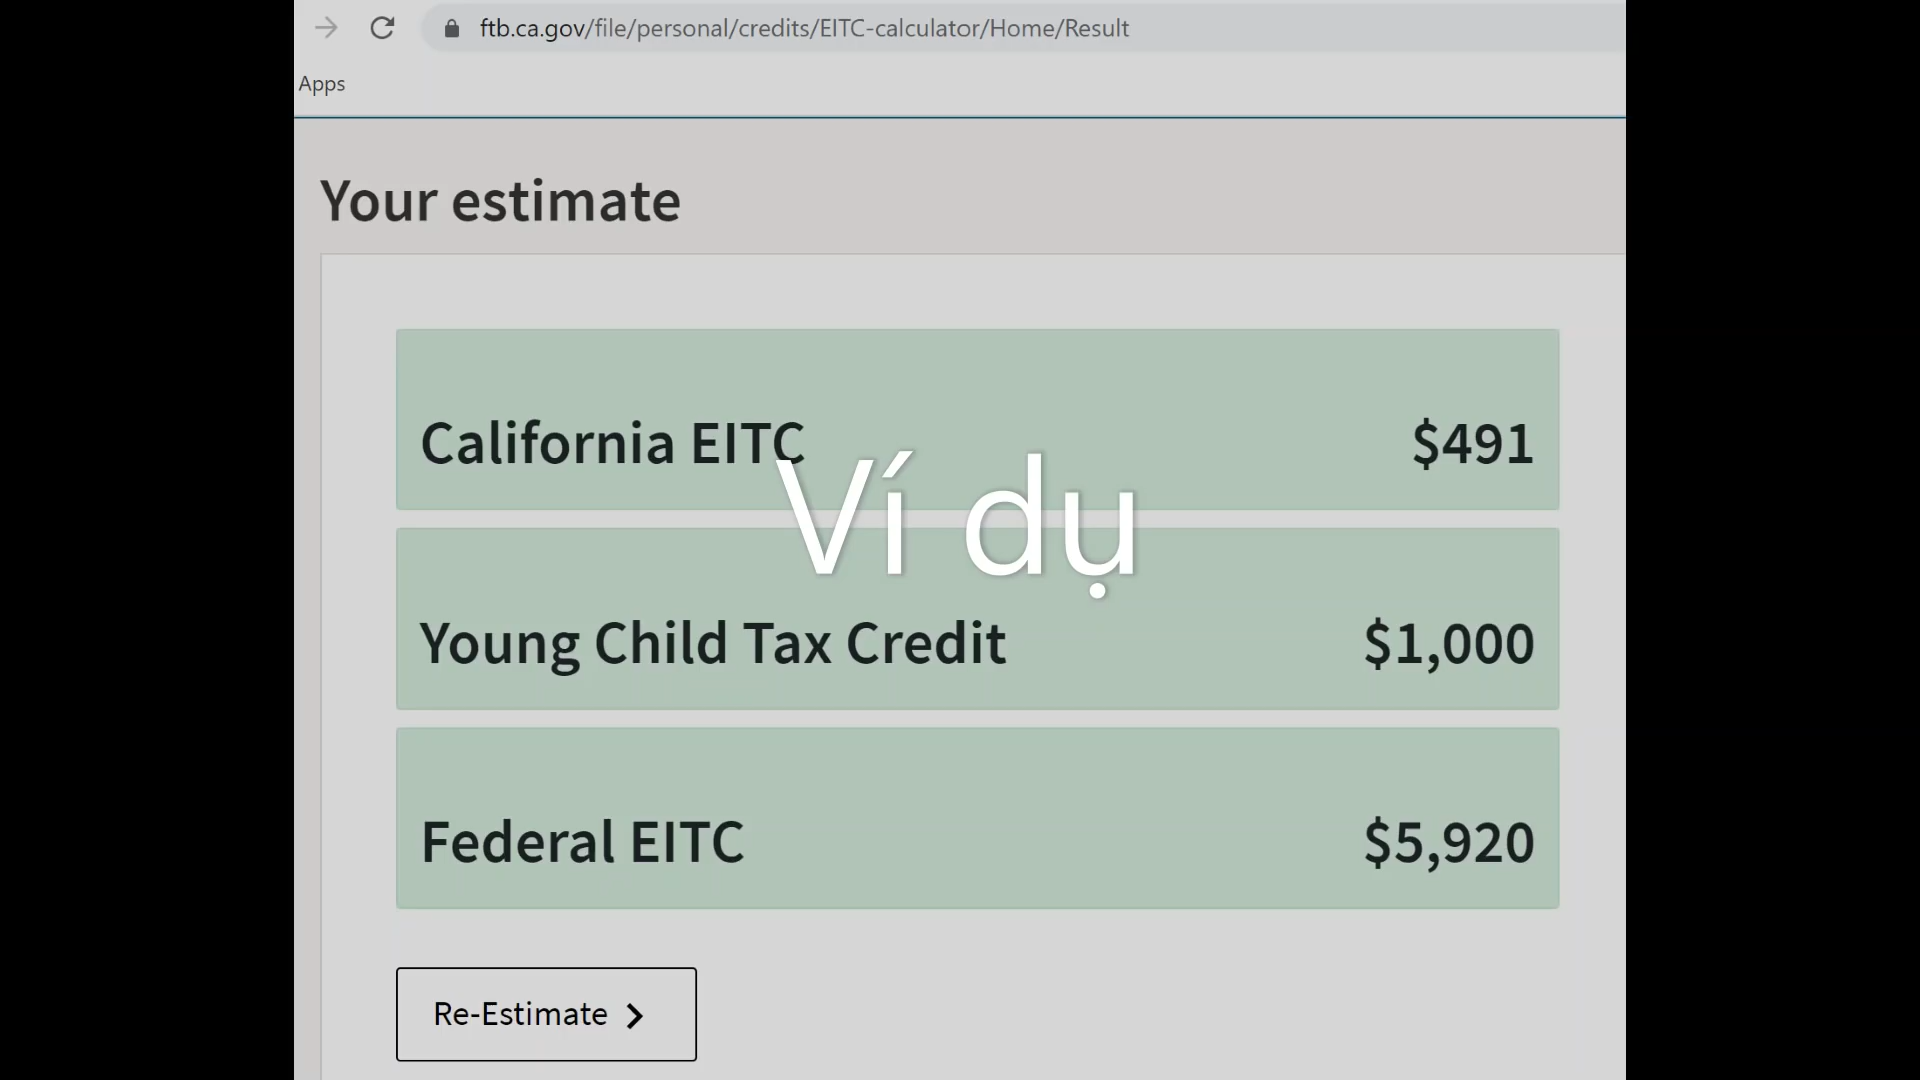 ftb.ca.gov/file/personal/credits/EITC-calculator/Home/Result
Apps
Your estimate
California EITC $491
Ví dụ
Young Child Tax Credit $1,000
Federal EITC $5,920
Re-Estimate